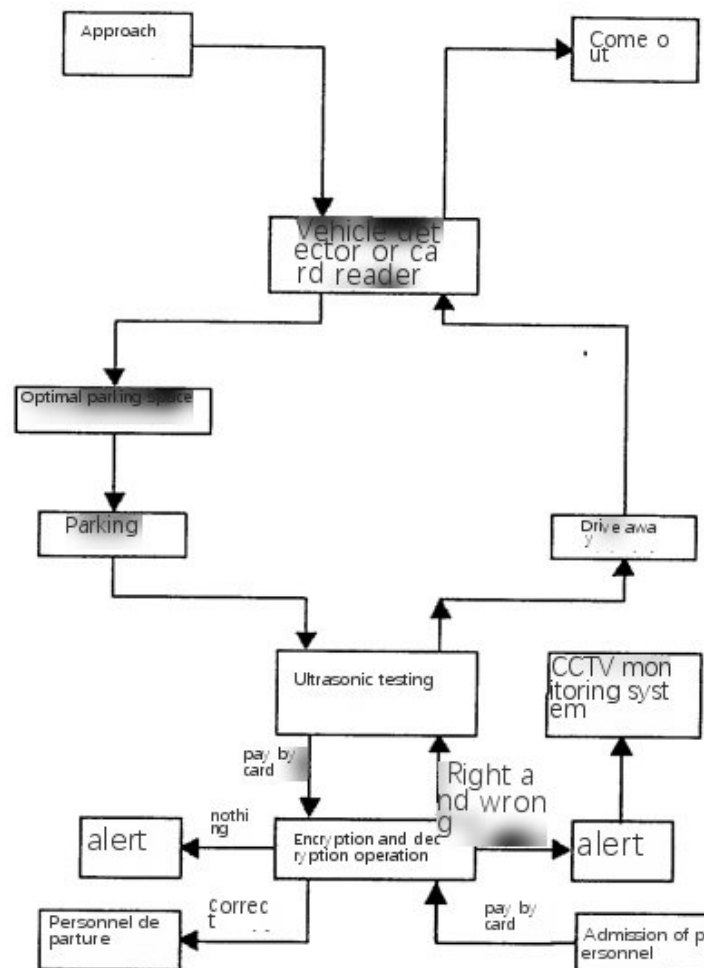 Approach
Come o
ut
Vehicle det
ector or ca
rd reader
Optimal parking space
Parking
Drive awa
y
Ultrasonic testing
CCTV mon
itoring syst
em
pay by
card
Right a
nd wron
g
nothi
ng
alert
Encryption and dec
ryption operation
alert
correc
t
Personnel de
parture
pay by
card
Admission of p
ersonnel